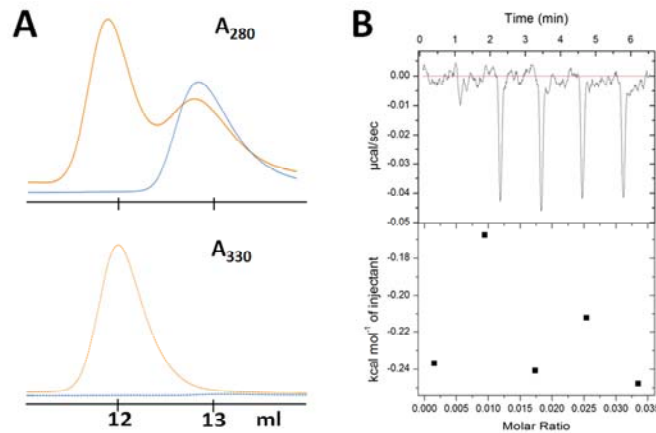 A
A280
A330
12 13 ml
B
Time (min)
0 1 2 3 4 5 6
0.00
-0.01
-0.02
-0.03
-0.04
-0.05
µcal/sec
-0.18
-0.20
-0.22
-0.24
kcal mol-1 of injectant
0.000 0.005 0.010 0.015 0.020 0.025 0.030 0.035
Molar Ratio